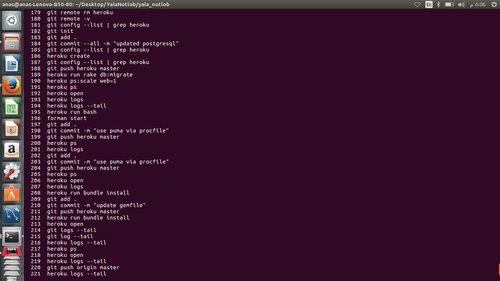 anas@anas-Lenovo-B50-80: ~/Desktop/YalaNotlob/yala_notlob
En
6:06 م
179 git remote rm heroku
180 git remote -v
181 git config --list | grep heroku
182 git init
183 git add .
184 git commit --all -m "updated postgresql"
185 git config --list | grep heroku
186 heroku create
187 git config --list | grep heroku
188 git push heroku master
189 heroku run rake db:migrate
190 heroku ps:scale web=1
191 heroku ps
192 heroku open
193 heroku logs
194 heroku logs --tail
195 heroku run bash
196 forman start
197 git add .
198 git commit -m "use puma via procfile"
199 git push heroku master
200 heroku ps
201 heroku logs
202 git add .
203 git commit -m "use puma via procfile"
204 git push heroku master
205 heroku ps
206 heroku open
207 heroku logs
208 heroku run bundle install
209 git add .
210 git commit -m "update gemfile"
211 git push heroku master
212 heroku run bundle install
213 heroku open
214 git logs --tail
215 git log --tail
216 heroku logs --tail
217 heroku ps
218 heroku open
219 heroku logs --tail
220 git push origin master
221 heroku logs --tail